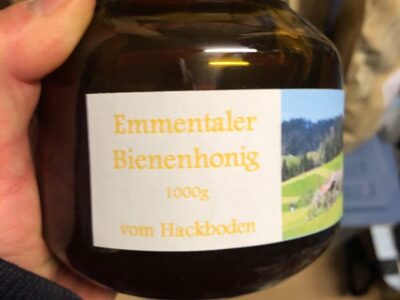 Emmentaler
Bienenhonig
1000g
vom Hackboden